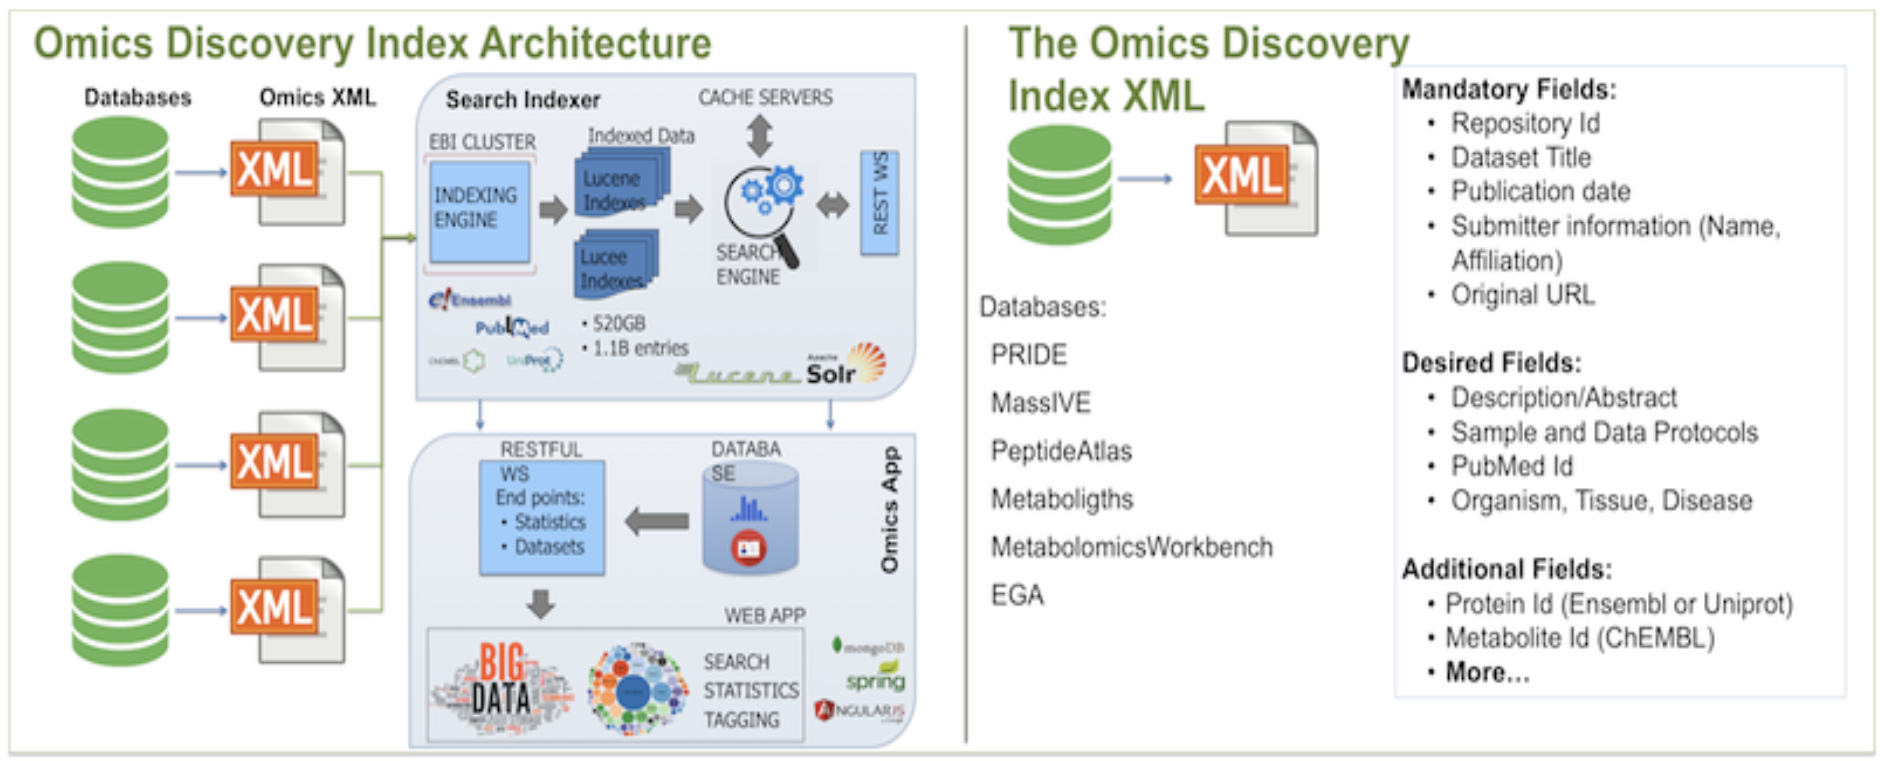 Omics Discovery Index Architecture
Databases
Omics XML
XML
XML
XML
XML
Search Indexer
CACHE SERVERS
EBI CLUSTER
Indexed Data
INDEXING
ENGINE
Lucene
Indexes
Lucee
Indexes
SEARCH
ENGINE
REST WS
e!Ensembl
PubMed
ChEMBL
UniProt
• 520GB
• 1.1B entries
Lucene
Apache
Solr
RESTFUL
WS
End points:
• Statistics
• Datasets
DATABA
SE
Omics App
WEB APP
BIG
DATA
SEARCH
STATISTICS
TAGGING
mongoDB
spring
ANGULARJS
The Omics Discovery
Index XML
XML
Databases:
PRIDE
MassIVE
PeptideAtlas
Metaboligths
MetabolomicsWorkbench
EGA
Mandatory Fields:
• Repository Id
• Dataset Title
• Publication date
• Submitter information (Name,
Affiliation)
• Original URL
Desired Fields:
• Description/Abstract
• Sample and Data Protocols
• PubMed Id
• Organism, Tissue, Disease
Additional Fields:
• Protein Id (Ensembl or Uniprot)
• Metabolite Id (ChEMBL)
• More...